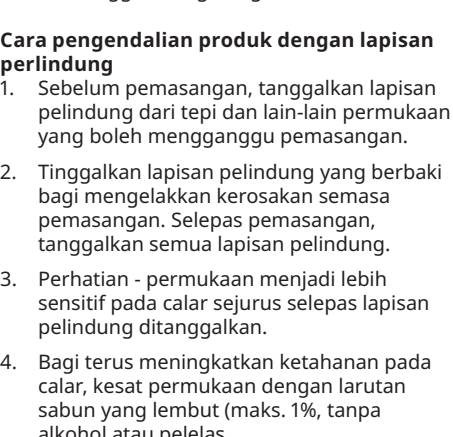 Cara pengendalian produk dengan lapisan
perlindung
1. Sebelum pemasangan, tanggalkan lapisan
pelindung dari tepi dan lain-lain permukaan
yang boleh mengganggu pemasangan.
2. Tinggalkan lapisan pelindung yang berbaki
bagi mengelakkan kerosakan semasa
pemasangan. Selepas pemasangan,
tanggalkan semua lapisan pelindung.
3. Perhatian - permukaan menjadi lebih
sensitif pada calar sejurus selepas lapisan
pelindung ditanggalkan.
4. Bagi terus meningkatkan ketahanan pada
calar, kesat permukaan dengan larutan
sabun yang lembut (maks. 1%, tanpa
alkohol atau pelelas